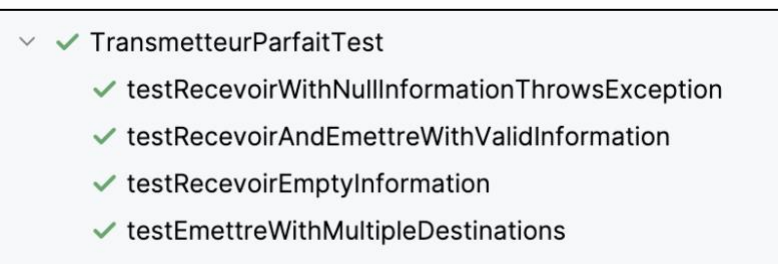 TransmetteurParfaitTest
testRecevoirWithNullInformationThrowsException
testRecevoirAndEmettreWithValidInformation
testRecevoirEmptyInformation
testEmettreWithMultipleDestinations